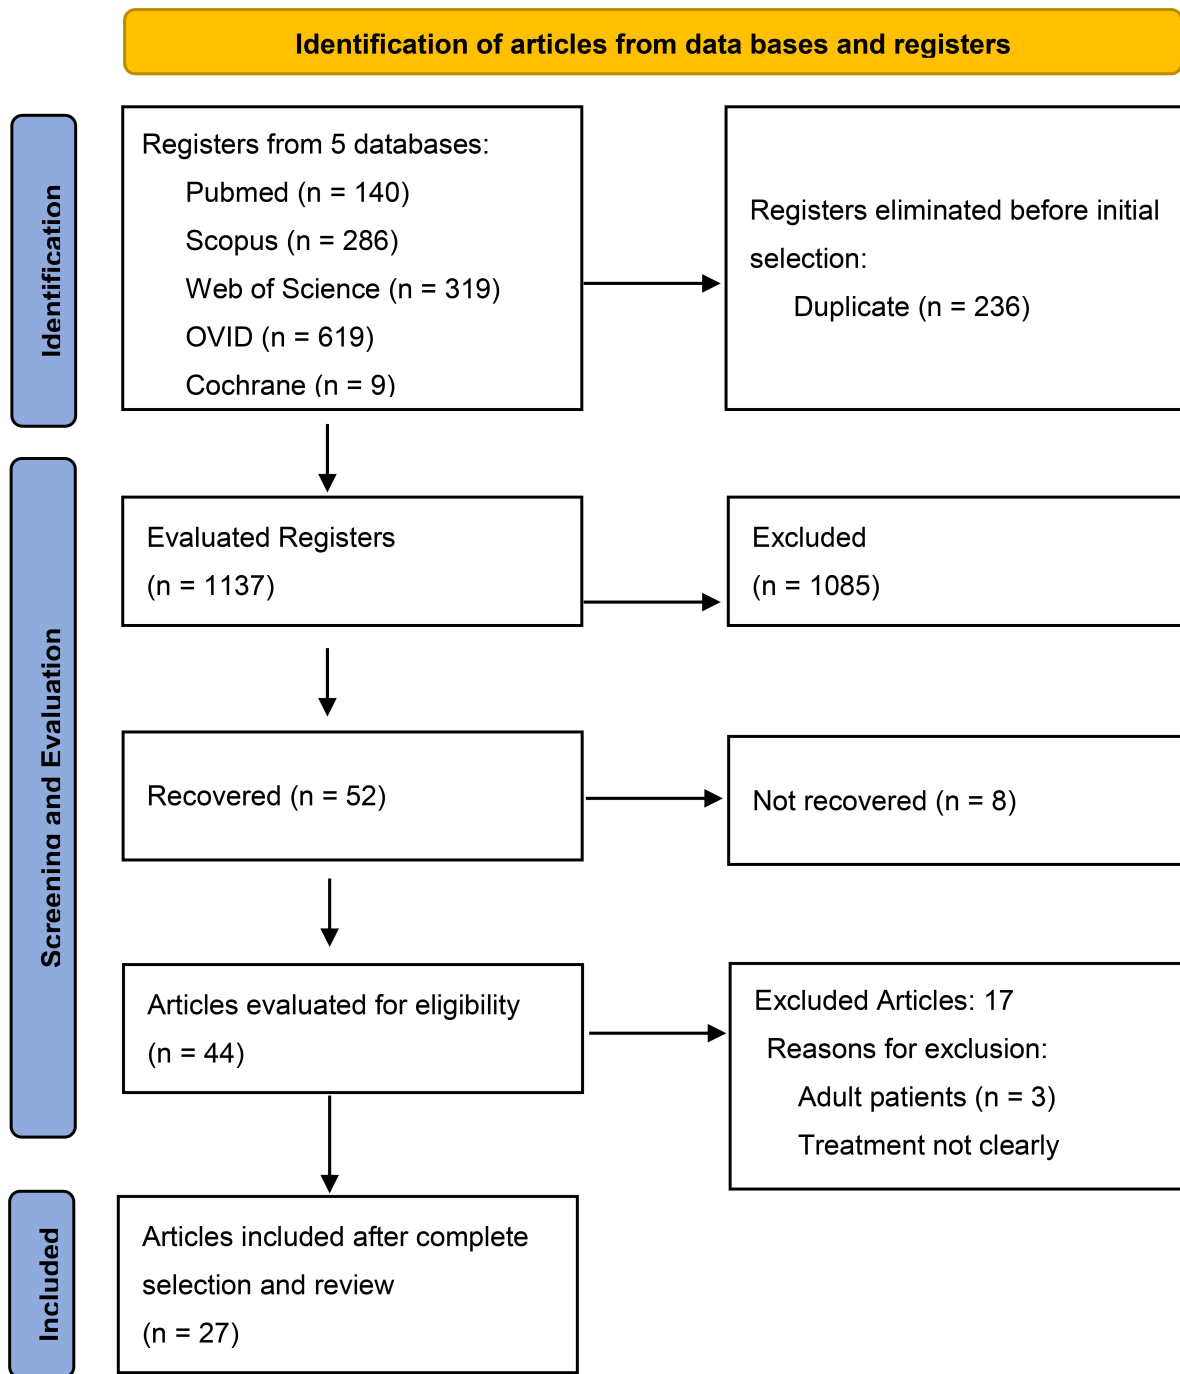 Identification of articles from data bases and registers
Identification
Registers from 5 databases:
Pubmed (n = 140)
Scopus (n = 286)
Web of Science (n = 319)
OVID (n = 619)
Cochrane (n = 9)
Registers eliminated before initial
selection:
Duplicate (n = 236)
Screening and Evaluation
Evaluated Registers
(n = 1137)
Excluded
(n = 1085)
Recovered (n = 52)
Not recovered (n = 8)
Articles evaluated for eligibility
(n = 44)
Excluded Articles: 17
Reasons for exclusion:
Adult patients (n = 3)
Treatment not clearly
Included
Articles included after complete
selection and review
(n = 27)